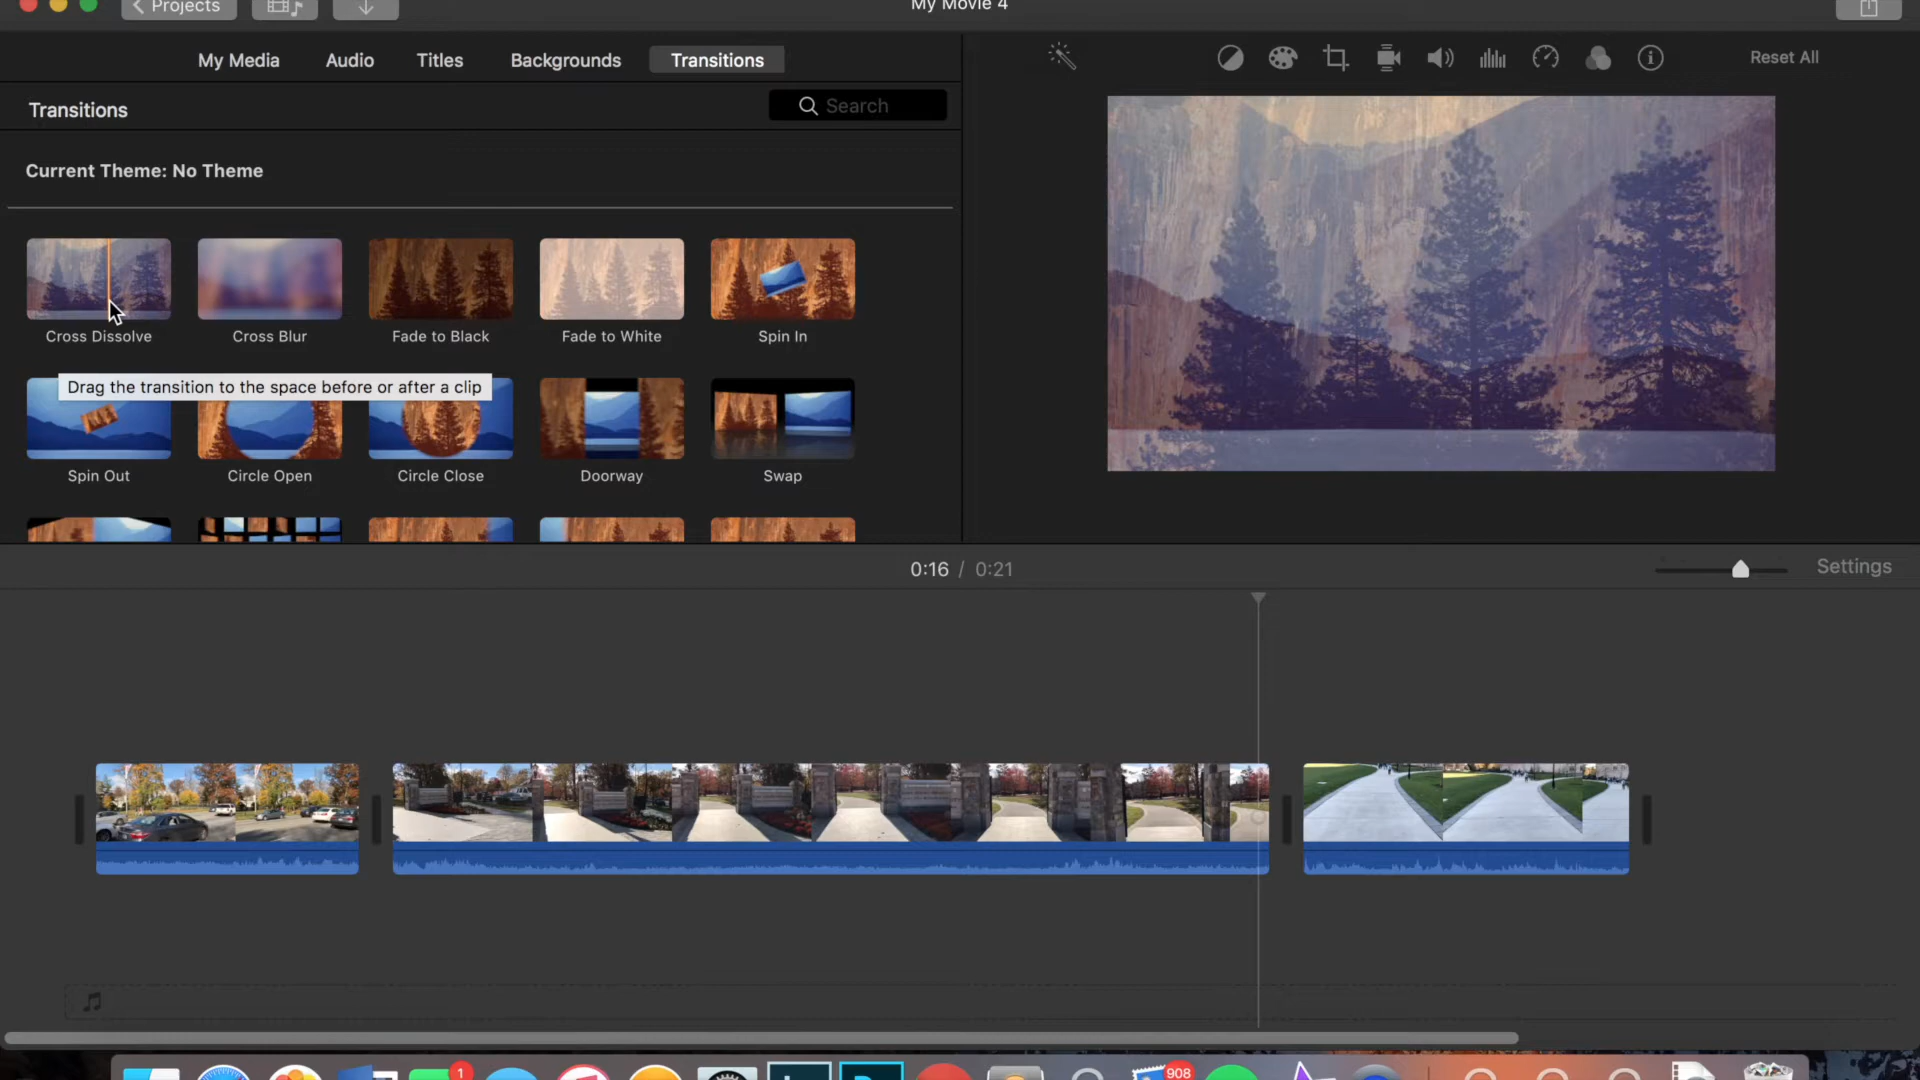 Projects
My Movie 4
My Media
Audio
Titles
Backgrounds
Transitions
Reset All
Transitions
Search
Current Theme: No Theme
Cross Dissolve
Cross Blur
Fade to Black
Fade to White
Spin In
Drag the transition to the space before or after a clip
Spin Out
Circle Open
Circle Close
Doorway
Swap
0:16 / 0:21
Settings
1
908